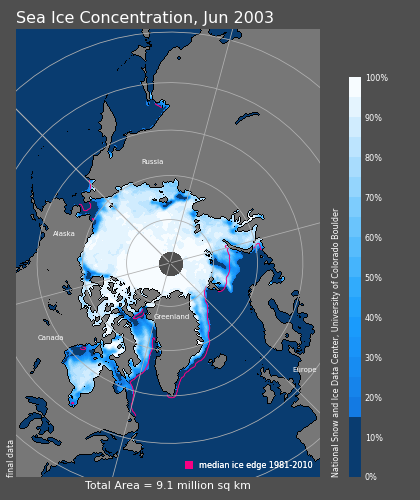 Sea Ice Concentration, Jun 2003
Russia
Alaska
Greenland
Canada
Europe
median ice edge 1981-2010
final data
Total Area = 9.1 million sq km
100%
90%
80%
70%
60%
50%
40%
30%
20%
10%
0%
National Snow and Ice Data Center, University of Colorado Boulder